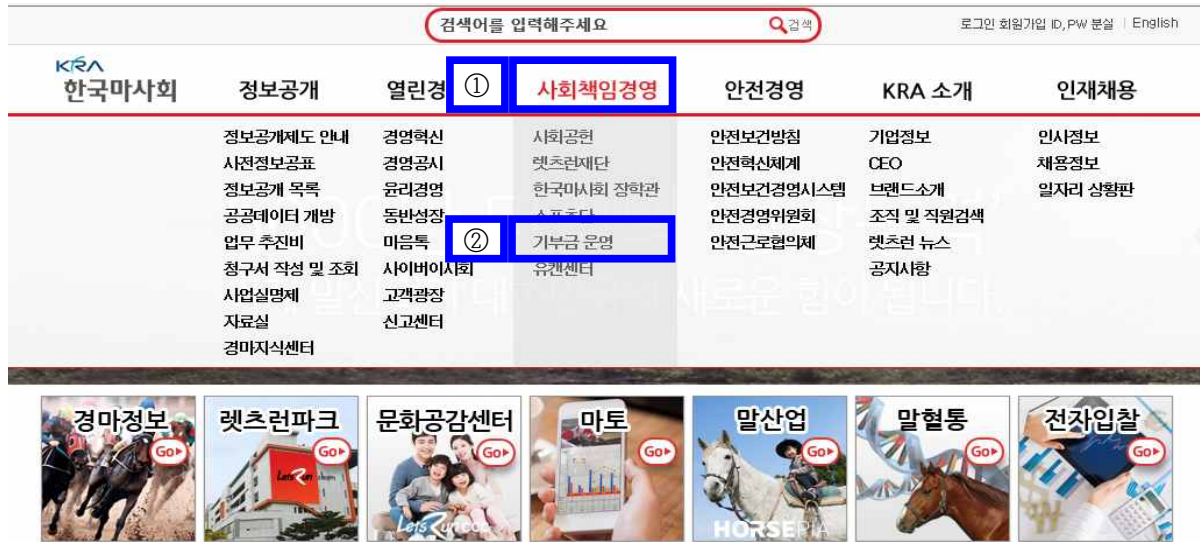 검색어를 입력해주세요 검색 로그인 회원가입 ID, PW 분실 | English
KRA
한국마사회 정보공개 열린경 ① 사회책임경영 안전경영 KRA 소개 인재채용
정보공개제도 안내 경영혁신 사회공헌 안전보건방침 기업정보 인사정보
사전정보공표 경영공시 렛츠런재단 안전혁신체계 CEO 채용정보
정보공개 목록 윤리경영 한국마사회 장학관 안전보건경영시스템 브랜드소개 일자리 상황판
공공데이터 개방 동반성장 안전경영위원회 조직 및 직원검색
업무 추진비 마음톡 ② 기부금 운영 안전근로협의체 렛츠런 뉴스
청구서 작성 및 조회 사이버이사회 유캔센터 공지사항
사업실명제 고객광장
자료실 신고센터
경마지식센터
경마정보 렛츠런파크 문화공감센터 마토 말산업 말혈통 전자입찰
Go Go Go Go Go Go Go
LetsRun
LetsRun CCC HORSEPIA